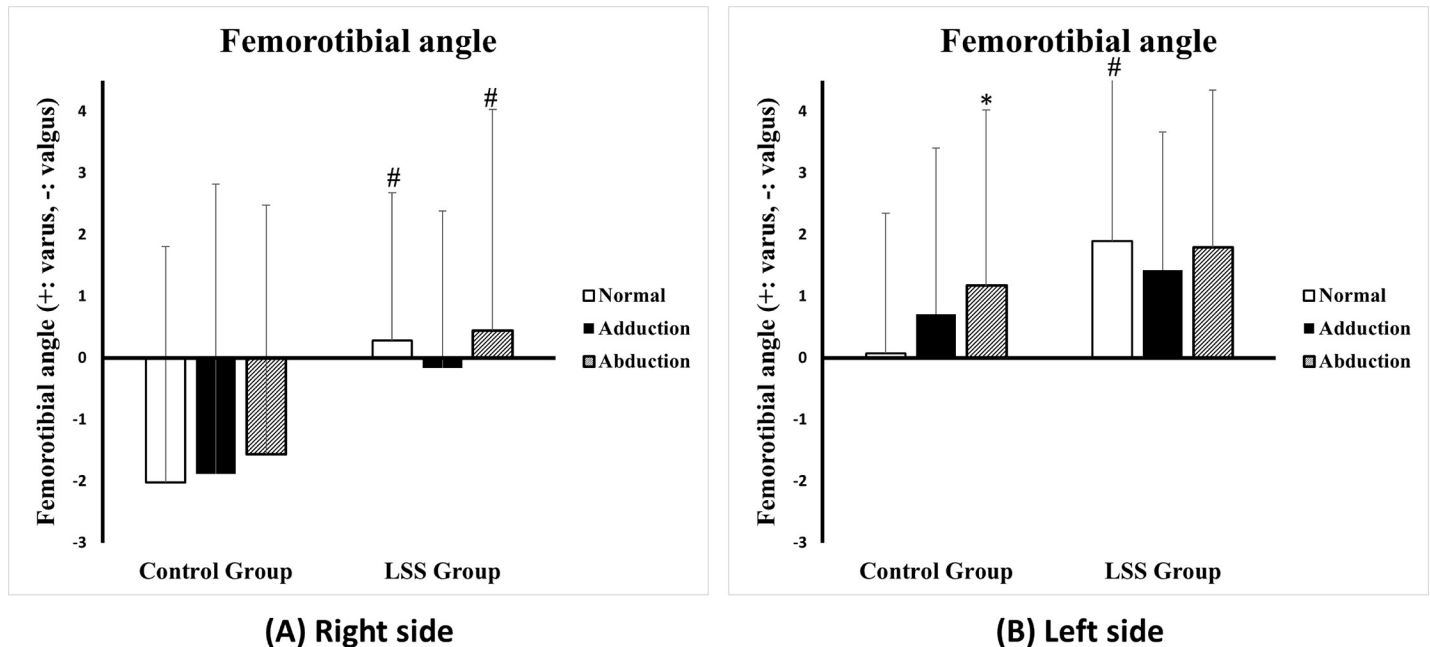 Femorotibial angle
Femorotibial angle (+: varus, -: valgus)
4
3
2
1
0
-1
-2
-3
#
#
Normal
Adduction
Abduction
Control Group
LSS Group
(A) Right side
Femorotibial angle
Femorotibial angle (+: varus, -: valgus)
4
3
2
1
0
-1
-2
-3
*
#
Normal
Adduction
Abduction
Control Group
LSS Group
(B) Left side